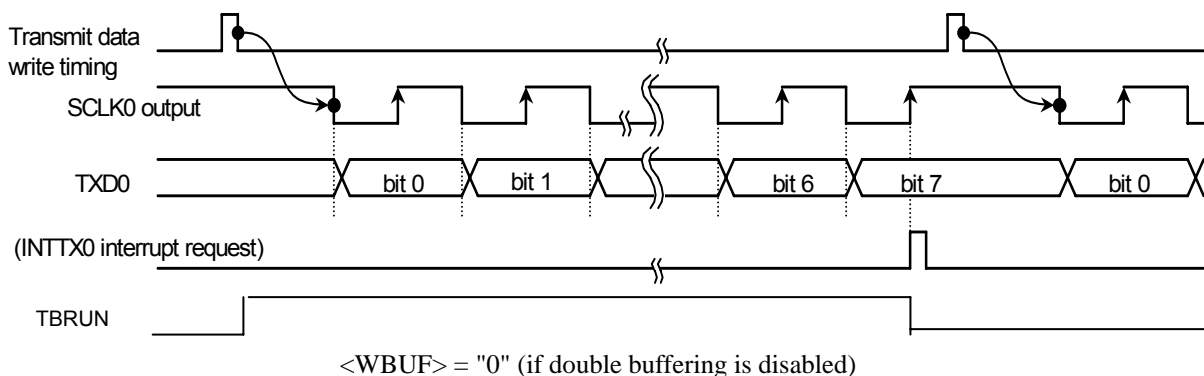 Transmit data
write timing
SCLK0 output
TXD0
bit 0
bit 1
bit 6
bit 7
bit 0
(INTTX0 interrupt request)
TBRUN
<WBUF> = "0" (if double buffering is disabled)